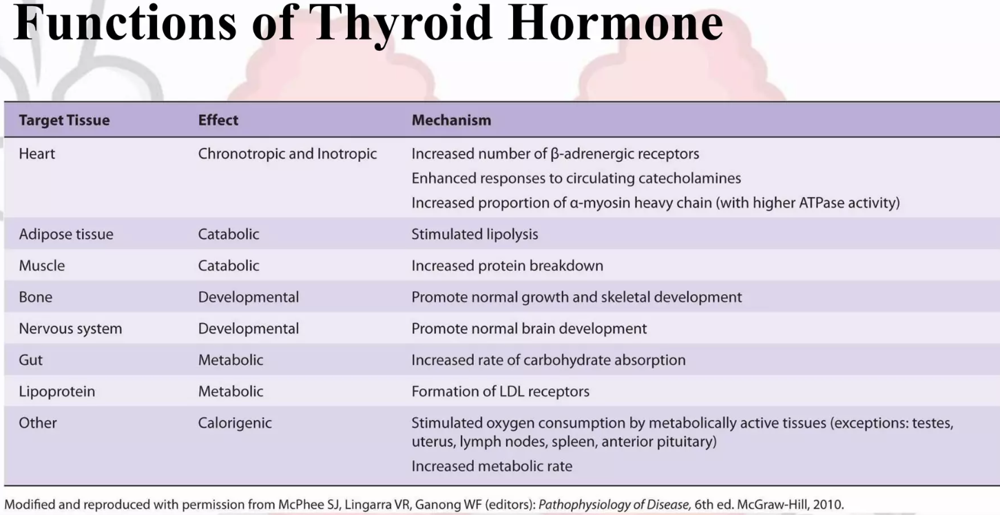 Functions of Thyroid Hormone
Target Tissue Effect Mechanism
Heart Chronotropic and Inotropic Increased number of β-adrenergic receptors
Enhanced responses to circulating catecholamines
Increased proportion of α-myosin heavy chain (with higher ATPase activity)
Adipose tissue Catabolic Stimulated lipolysis
Muscle Catabolic Increased protein breakdown
Bone Developmental Promote normal growth and skeletal development
Nervous system Developmental Promote normal brain development
Gut Metabolic Increased rate of carbohydrate absorption
Lipoprotein Metabolic Formation of LDL receptors
Other Calorigenic Stimulated oxygen consumption by metabolically active tissues (exceptions: testes,
uterus, lymph nodes, spleen, anterior pituitary)
Increased metabolic rate
Modified and reproduced with permission from McPhee SJ, Lingarra VR, Ganong WF (editors): Pathophysiology of Disease, 6th ed. McGraw-Hill, 2010.